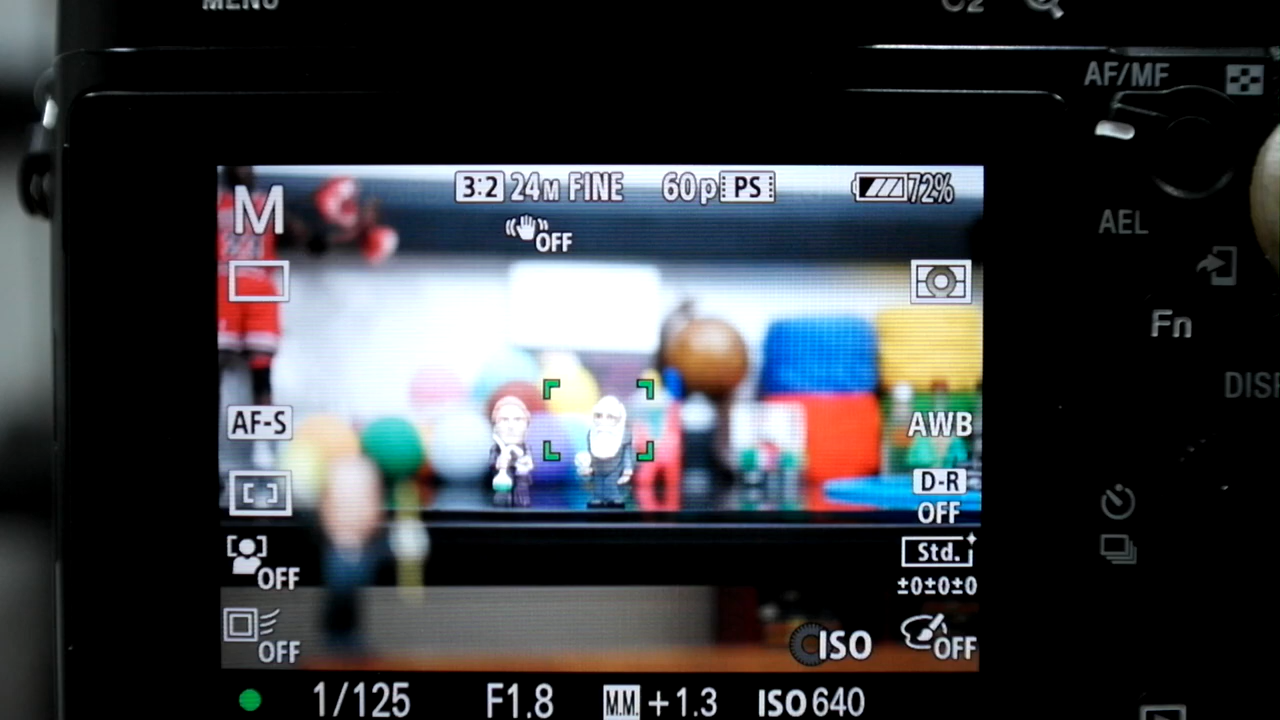 MENU
C2
AF/MF
M
3:2 24M FINE 60p PS 72%
OFF
AEL
Fn
DISP
AF-S
AWB
D-R
OFF
Std.
±0±0±0
OFF
OFF
ISO
OFF
1/125 F1.8 M.M. +1.3 ISO 640